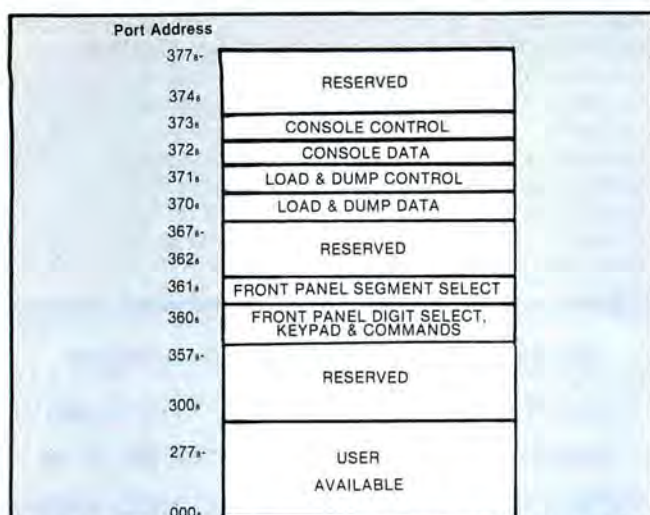 Port Address
377₈-
RESERVED
374₈
373₈ CONSOLE CONTROL
372₈ CONSOLE DATA
371₈ LOAD & DUMP CONTROL
370₈ LOAD & DUMP DATA
367₈-
RESERVED
362₈
361₈ FRONT PANEL SEGMENT SELECT
360₈ FRONT PANEL DIGIT SELECT,
KEYPAD & COMMANDS
357₈-
RESERVED
300₈
277₈- USER
AVAILABLE
000₈